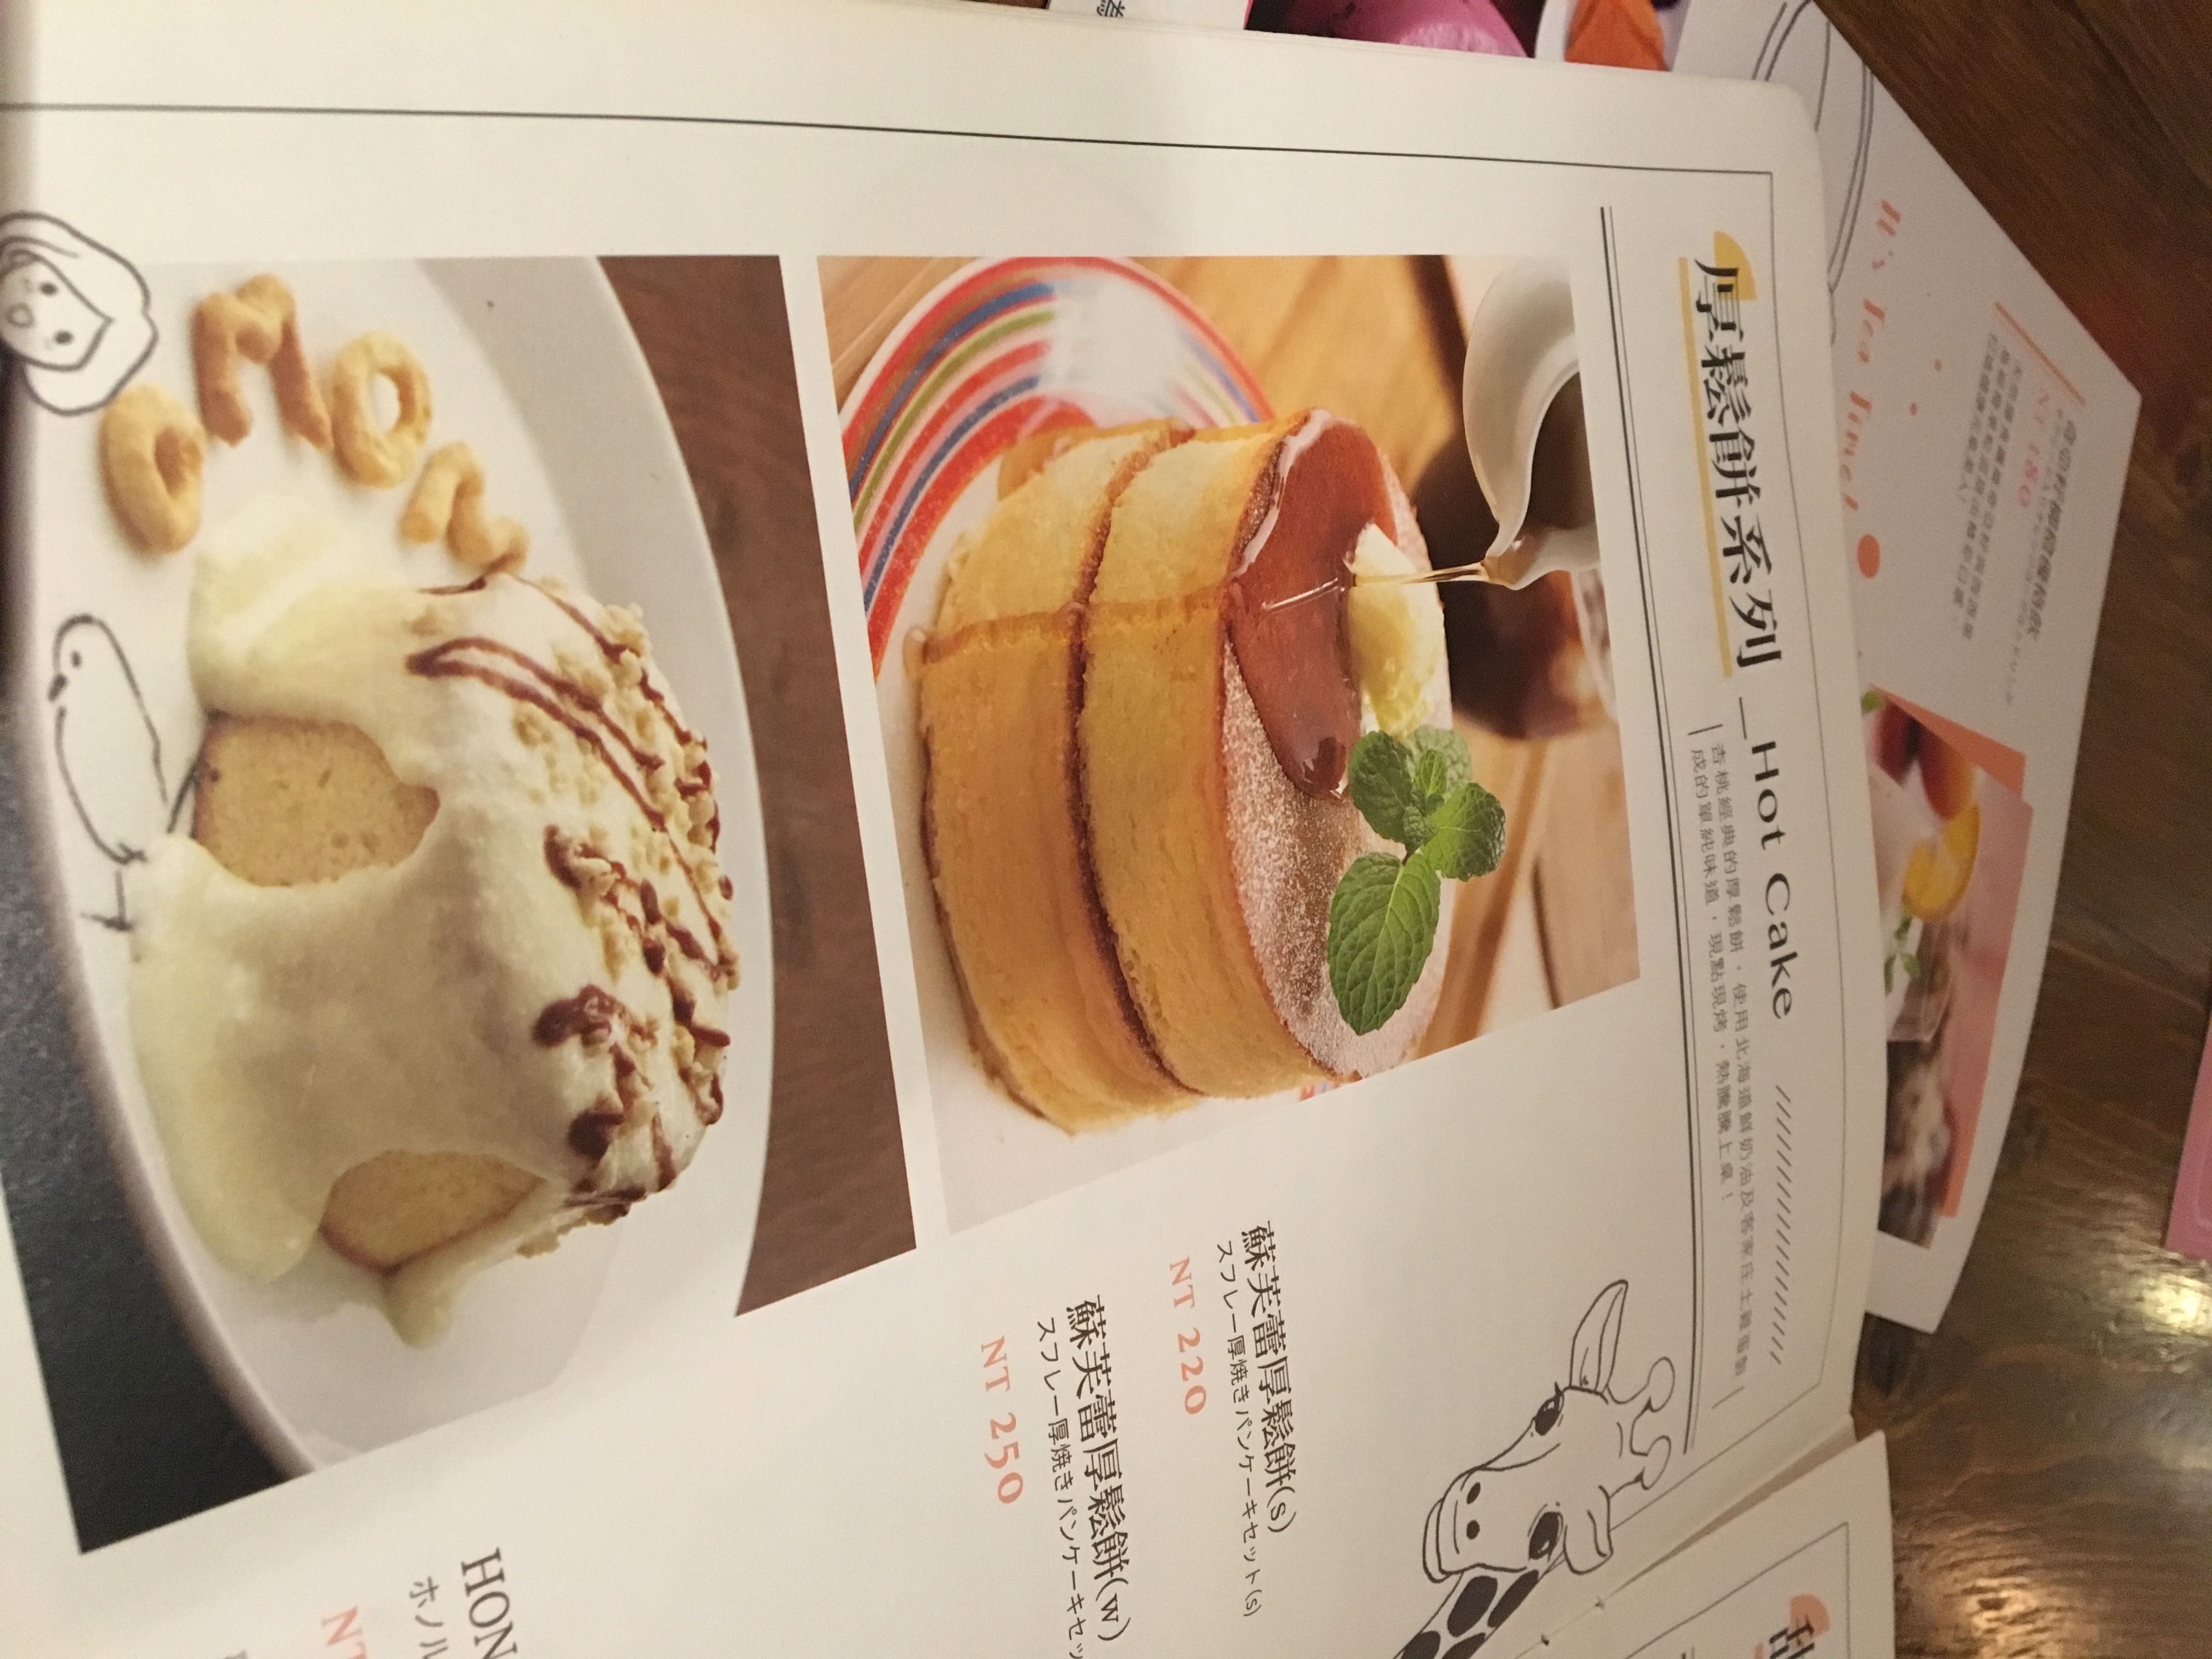 厚鬆餅系列 — Hot Cake
杏桃經典的厚鬆餅，使用北海道鮮奶油及客家庄土雞蛋製
成的單純味道，現點現烤，熱騰騰上桌！
蘇芙蕾厚鬆餅(s)
スフレー厚焼きパンケーキセット(s)
NT 220
蘇芙蕾厚鬆餅(w)
スフレー厚焼きパンケーキセッ
NT 250
HON
ホノル
NT
OMO
It's Tea Time!
NT 180
甜